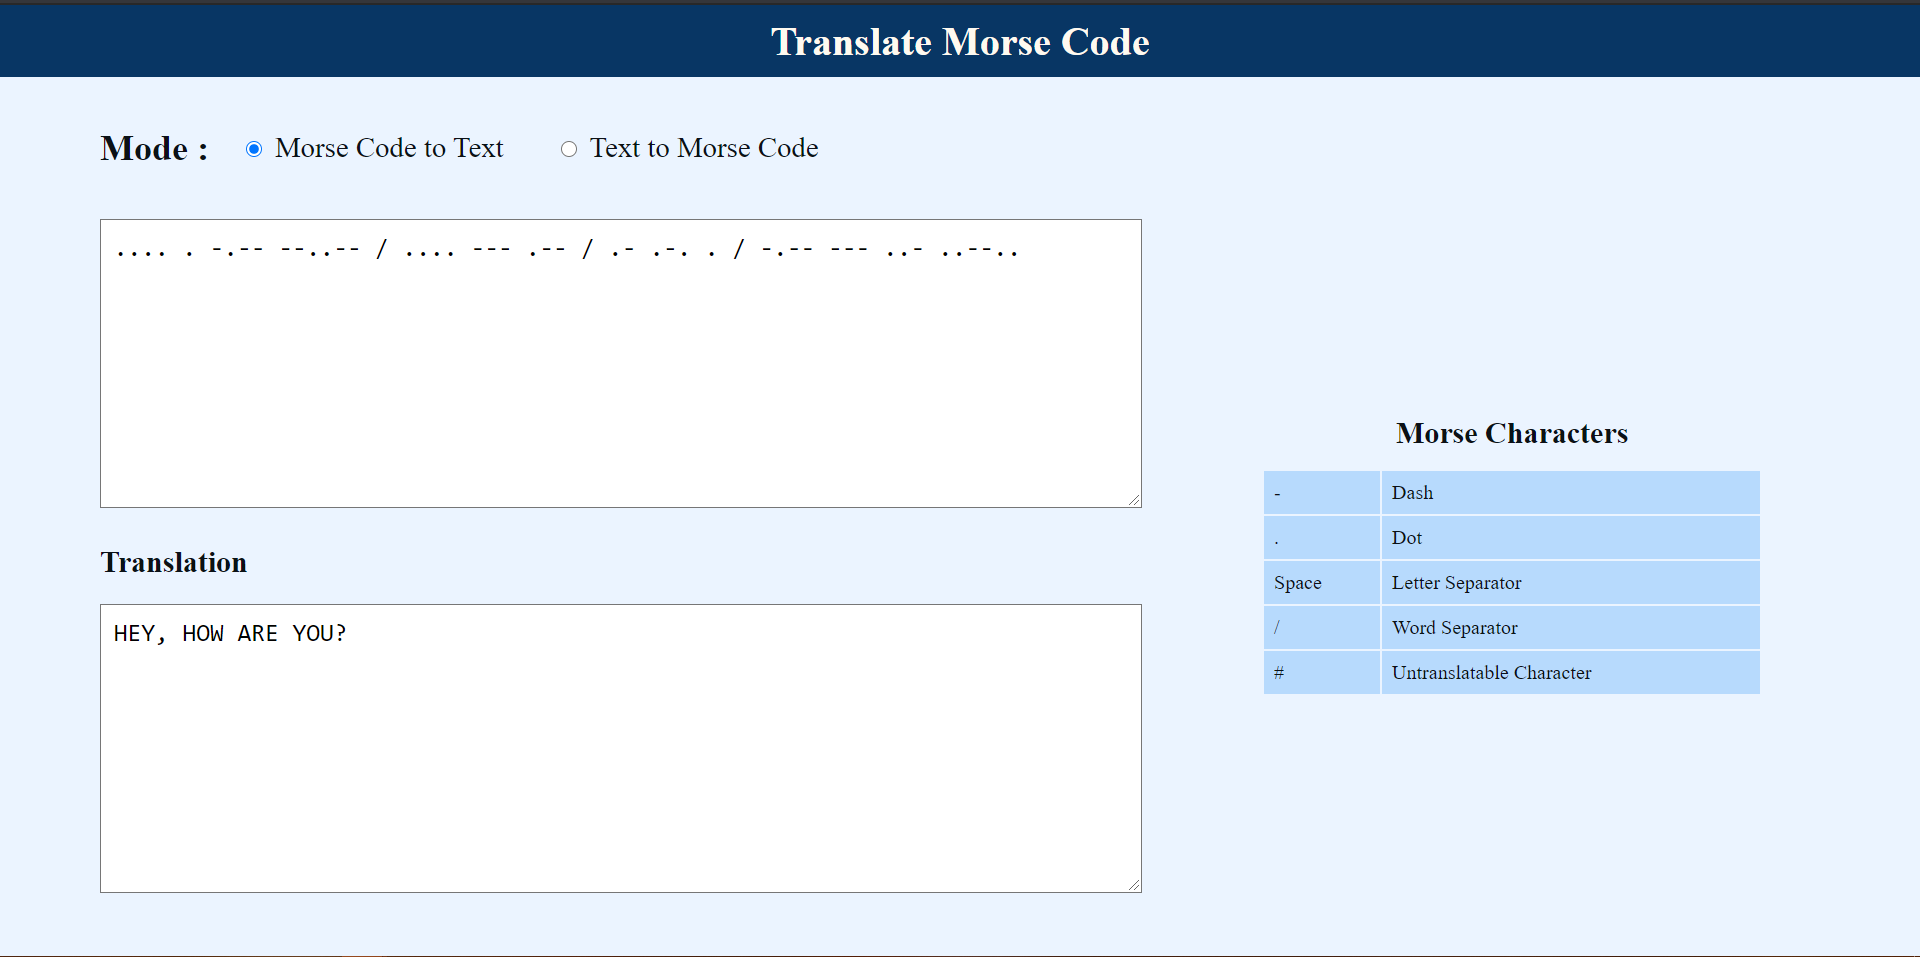 Translate Morse Code
Mode : Morse Code to Text Text to Morse Code
.... . -.-- --..-- / .... --- .-- / .- .-. . / -.-- --- ..- ..--..
Translation
HEY, HOW ARE YOU?
Morse Characters
- Dash
. Dot
Space Letter Separator
/ Word Separator
# Untranslatable Character